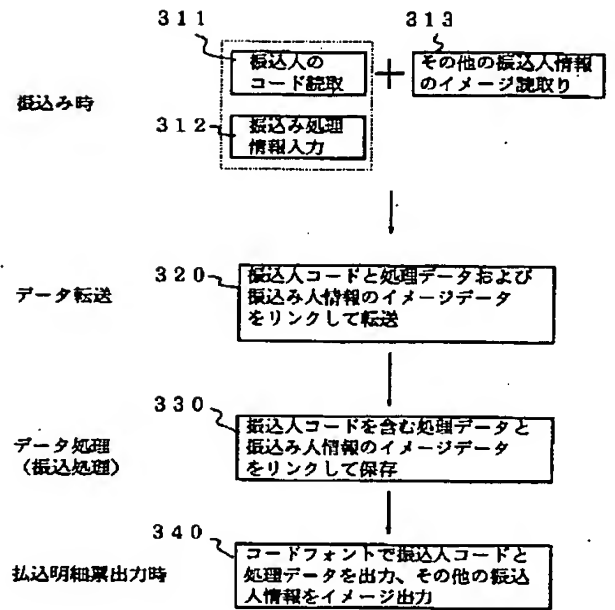 311
振込人の
コード読取
+
313
その他の振込人情報
のイメージ読取り
振込み時
312
振込み処理
情報入力
データ転送
320
振込人コードと処理データおよび
振込み人情報のイメージデータ
をリンクして転送
データ処理
(振込処理)
330
振込人コードを含む処理データと
振込み人情報のイメージデータ
をリンクして保存
払込明細票出力時
340
コードフォントで振込人コードと
処理データを出力、その他の振込
人情報をイメージ出力